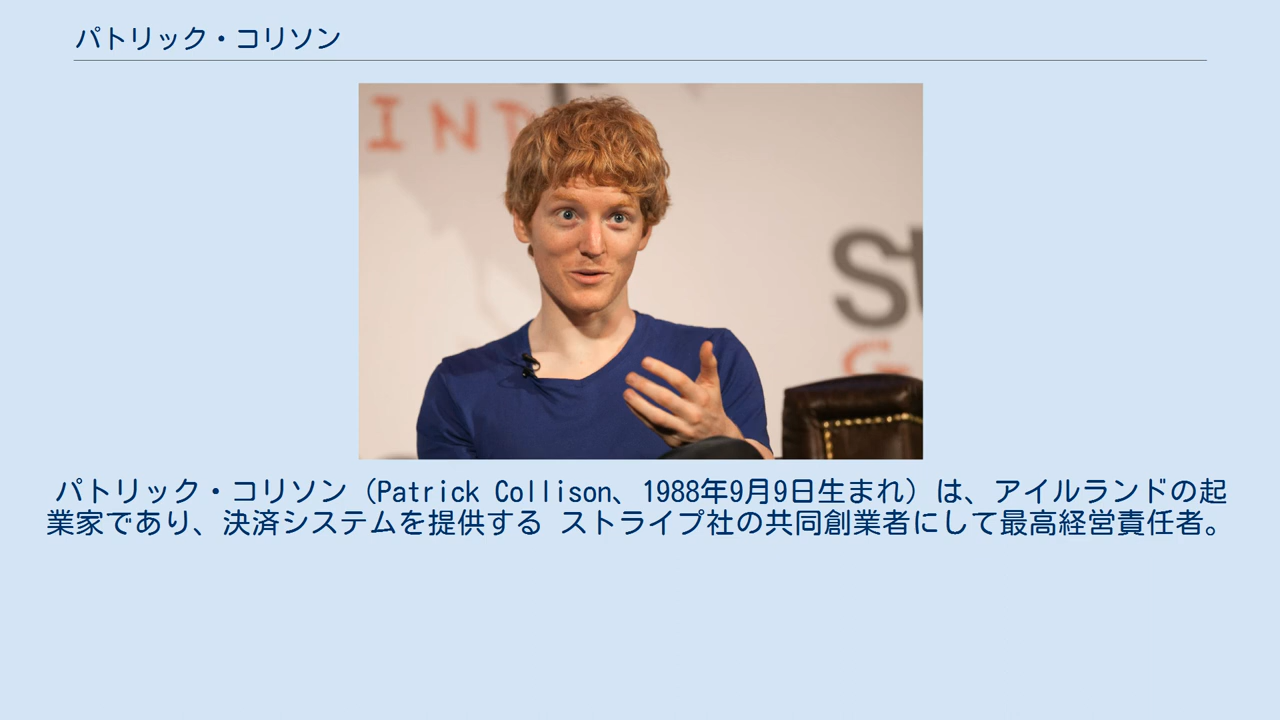 パトリック・コリソン
IND
St
G
パトリック・コリソン（Patrick Collison、1988年9月9日生まれ）は、アイルランドの起
業家であり、決済システムを提供する ストライプ社の共同創業者にして最高経営責任者。